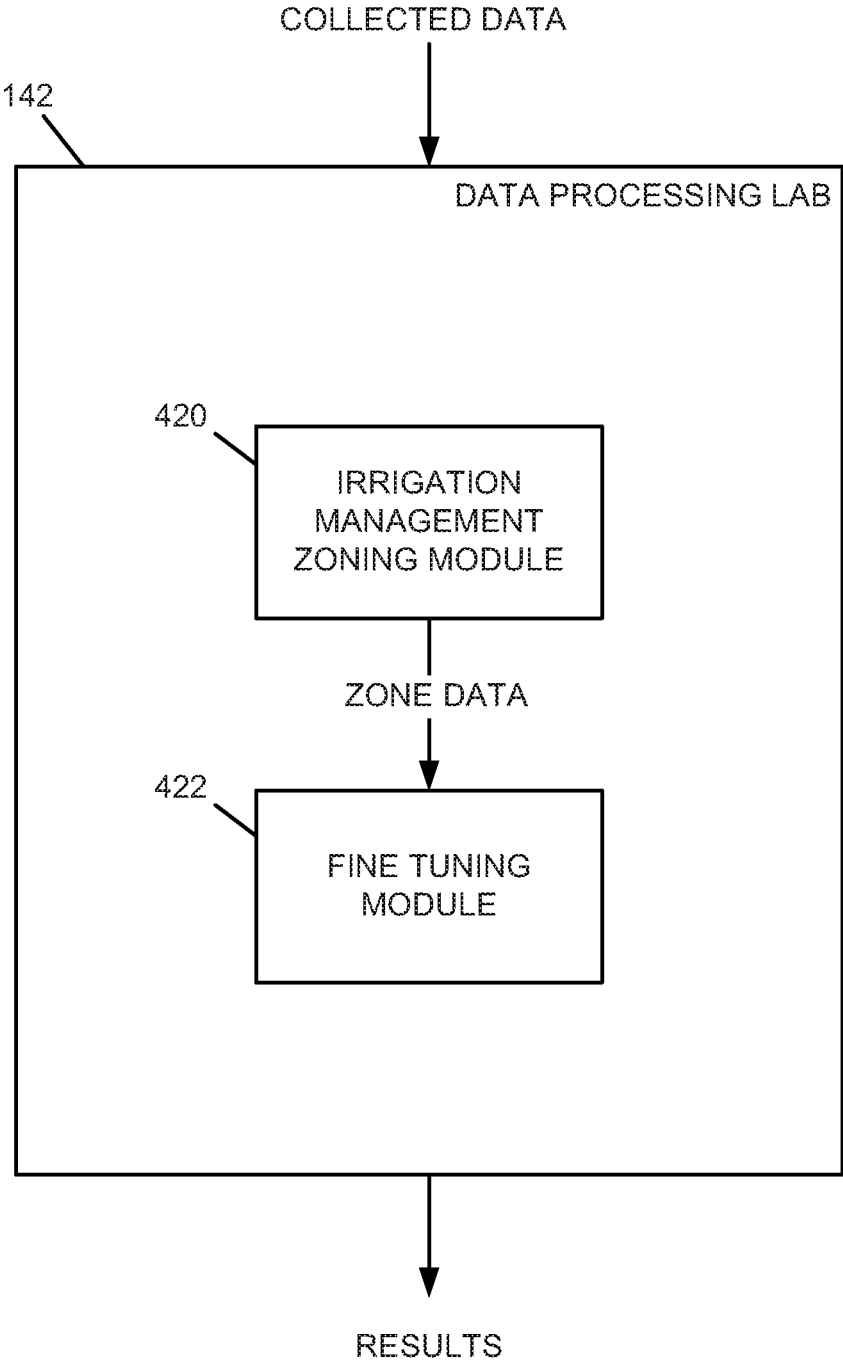 COLLECTED DATA
142
DATA PROCESSING LAB
420
IRRIGATION
MANAGEMENT
ZONING MODULE
ZONE DATA
422
FINE TUNING
MODULE
RESULTS